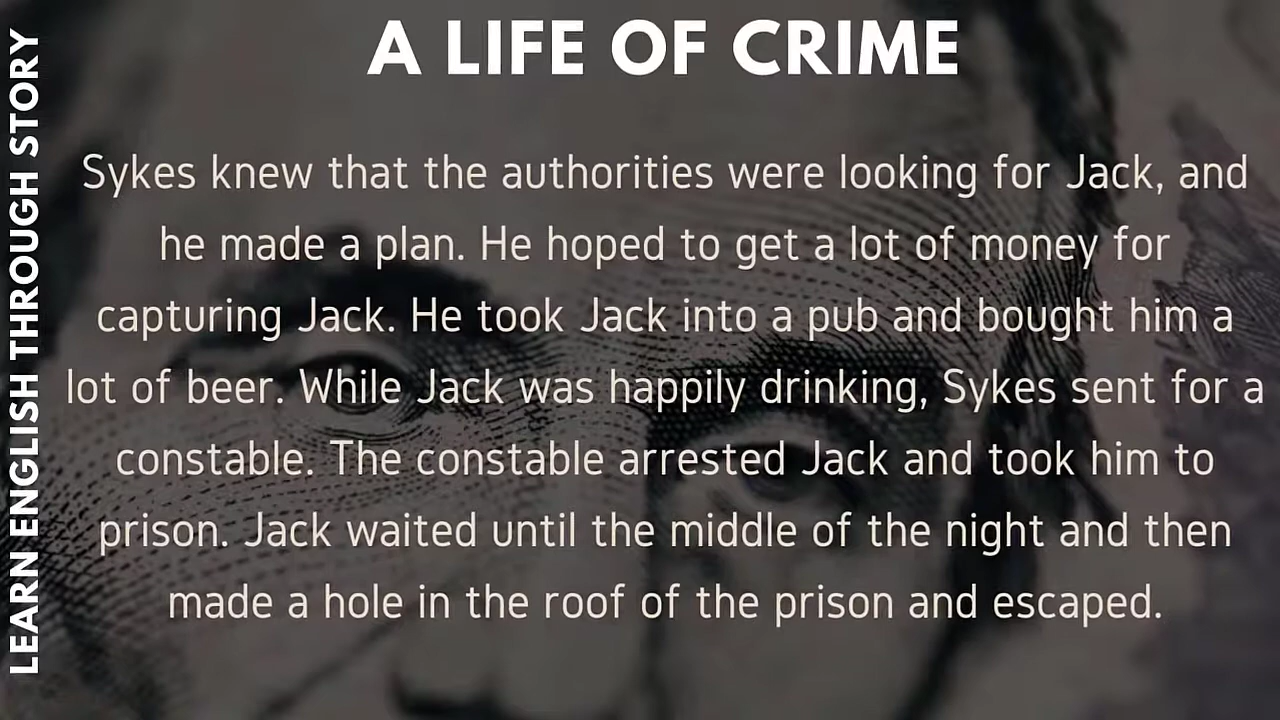 A LIFE OF CRIME
LEARN ENGLISH THROUGH STORY
Sykes knew that the authorities were looking for Jack, and
he made a plan. He hoped to get a lot of money for
capturing Jack. He took Jack into a pub and bought him a
lot of beer. While Jack was happily drinking, Sykes sent for a
constable. The constable arrested Jack and took him to
prison. Jack waited until the middle of the night and then
made a hole in the roof of the prison and escaped.